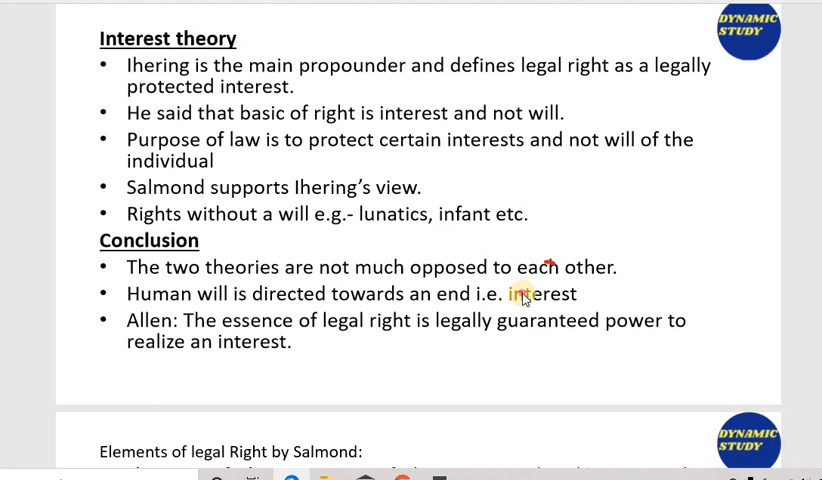 DYNAMIC
STUDY
Interest theory
• Ihering is the main propounder and defines legal right as a legally
protected interest.
• He said that basic of right is interest and not will.
• Purpose of law is to protect certain interests and not will of the
individual
• Salmond supports Ihering's view.
• Rights without a will e.g.- lunatics, infant etc.
Conclusion
• The two theories are not much opposed to each other.
• Human will is directed towards an end i.e. interest
• Allen: The essence of legal right is legally guaranteed power to
realize an interest.
DYNAMIC
STUDY
Elements of legal Right by Salmond: